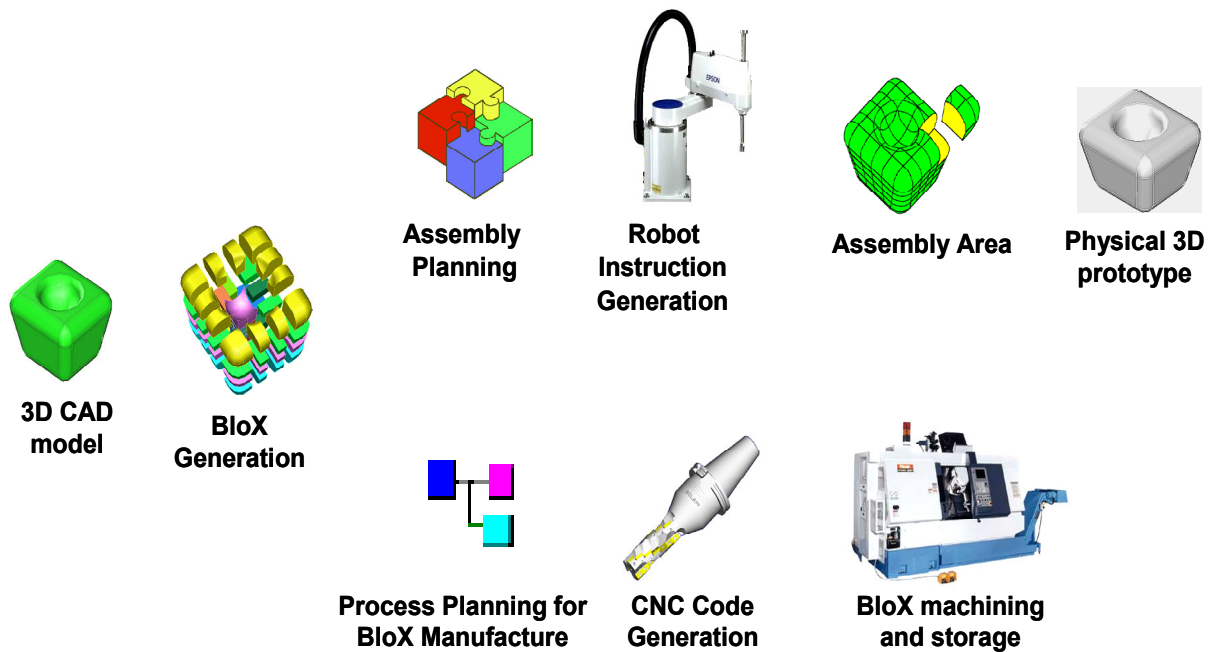 EPSON
Assembly
Planning
Robot
Instruction
Generation
Assembly Area
Physical 3D
prototype
3D CAD
model
BloX
Generation
Process Planning for
BloX Manufacture
CNC Code
Generation
BloX machining
and storage